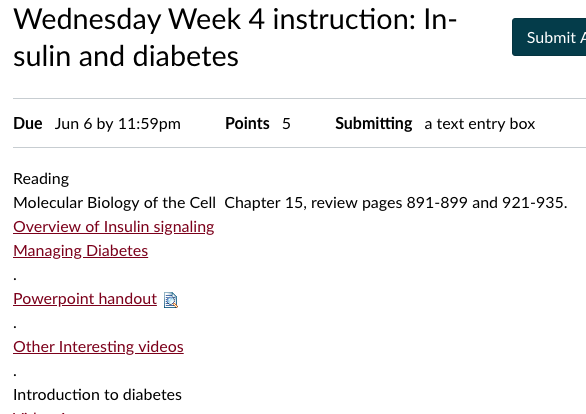 Wednesday Week 4 instruction: In-
sulin and diabetes
Submit A
Due Jun 6 by 11:59pm Points 5 Submitting a text entry box
Reading
Molecular Biology of the Cell Chapter 15, review pages 891-899 and 921-935.
Overview of Insulin signaling
Managing Diabetes
.
Powerpoint handout
.
Other Interesting videos
.
Introduction to diabetes